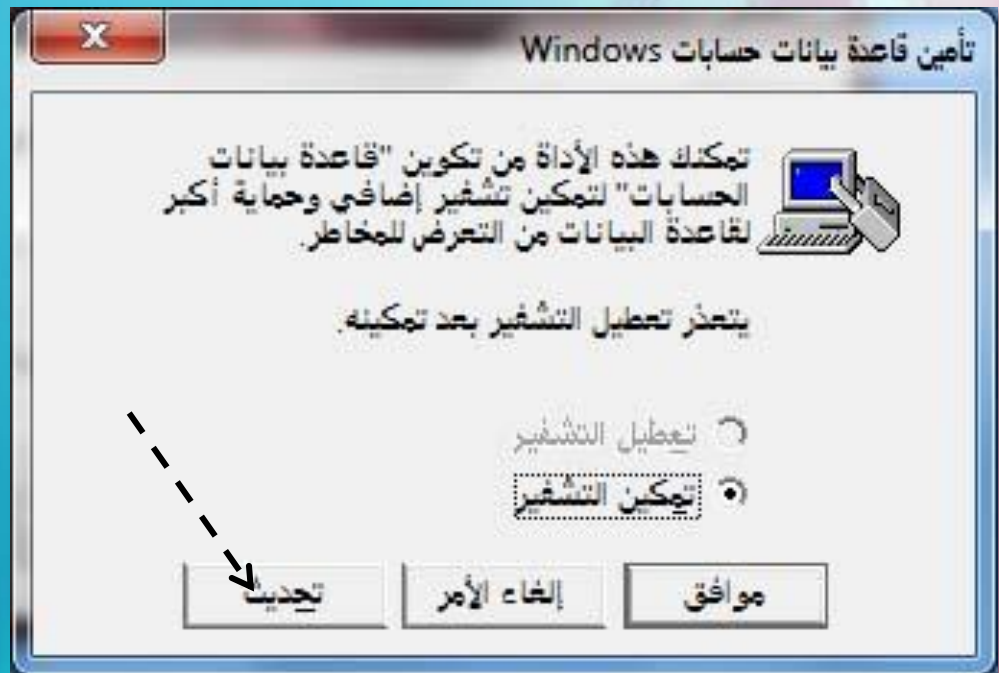 تأمين قاعدة بيانات حسابات Windows
تمكنك هذه الأداة من تكوين "قاعدة بيانات
الحسابات" لتمكين تشفير إضافي وحماية أكبر
لقاعدة البيانات من التعرض للمخاطر.
يتعذر تعطيل التشفير بعد تمكينه.
تعطيل التشفير
تمكين التشفير
موافق إلغاء الأمر تحديث